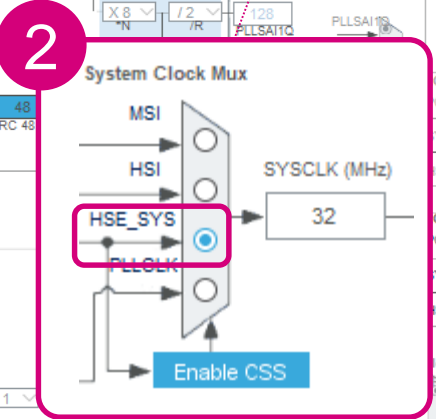 X 8
/ 2
128
*N
/R
PLLSAI1Q
PLLSAI1R
2
System Clock Mux
MSI
HSI
SYSCLK (MHz)
HSE_SYS
32
PLLCLK
Enable CSS
48
RC 48
1